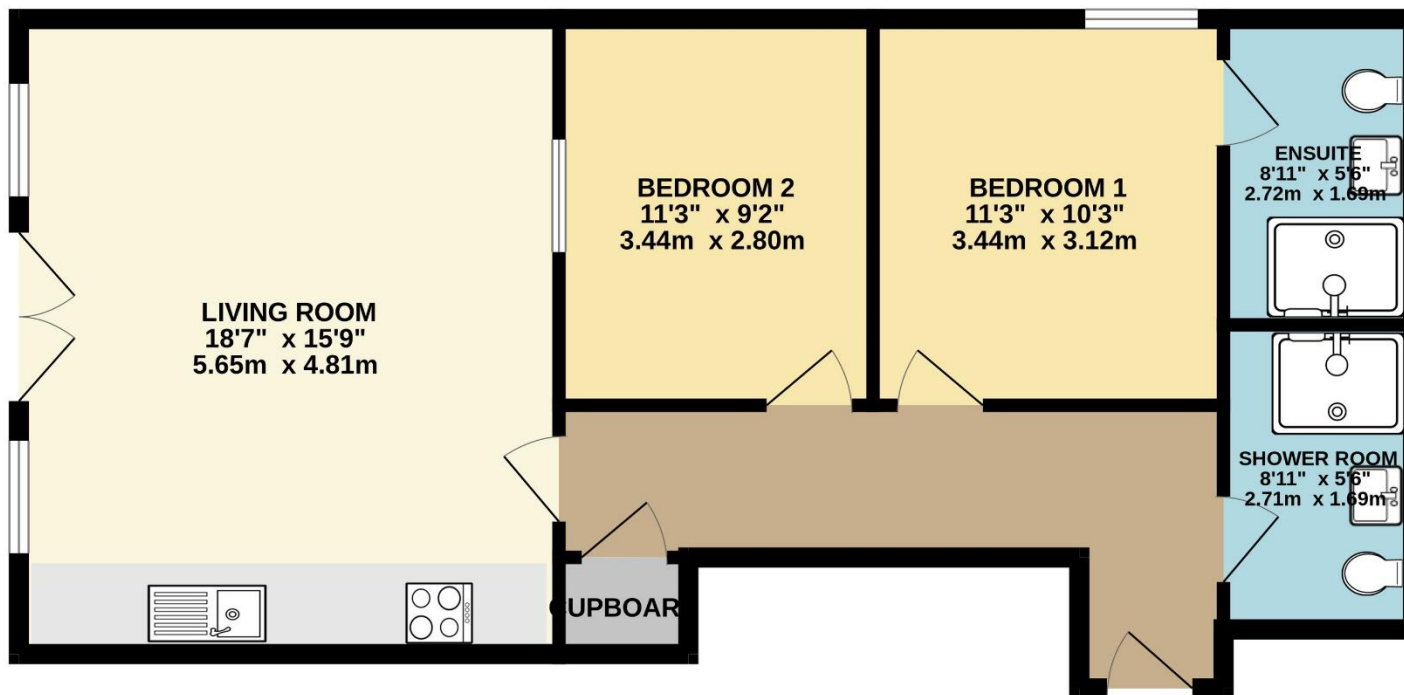 LIVING ROOM
18'7" x 15'9"
5.65m x 4.81m
BEDROOM 2
11'3" x 9'2"
3.44m x 2.80m
BEDROOM 1
11'3" x 10'3"
3.44m x 3.12m
ENSUITE
8'11" x 5'6"
2.72m x 1.69m
SHOWER ROOM
8'11" x 5'6"
2.71m x 1.69m
CUPBOAR